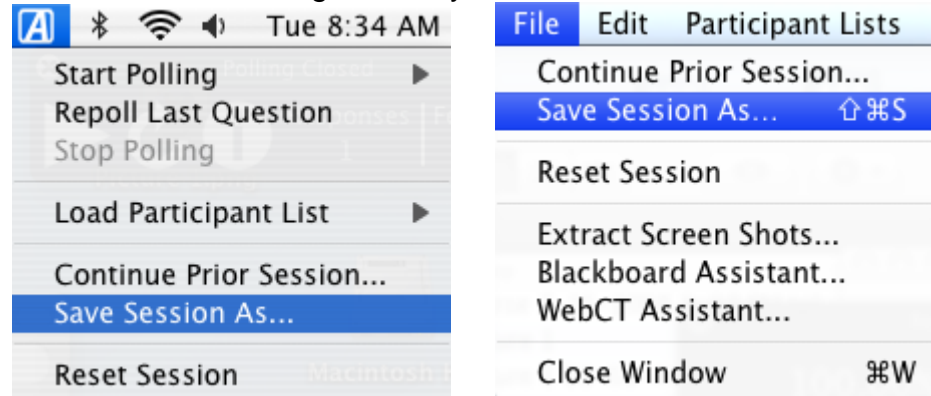 Tue 8:34 AM
Start Polling
Repoll Last Question
Stop Polling
Load Participant List
Continue Prior Session...
Save Session As...
Reset Session
File Edit Participant Lists
Continue Prior Session...
Save Session As... ⇧⌘S
Reset Session
Extract Screen Shots...
Blackboard Assistant...
WebCT Assistant...
Close Window ⌘W